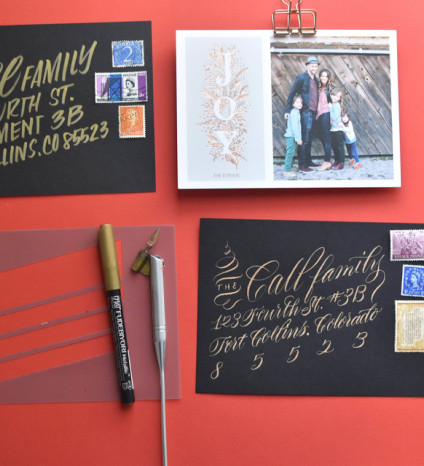 FAMILY
URTH ST.
MENT 3B
LLINS, CO 85523
2
JOY
THE
Call family
123 Fourth St. #3B
Fort Collins, Colorado
8 5 5 2 3